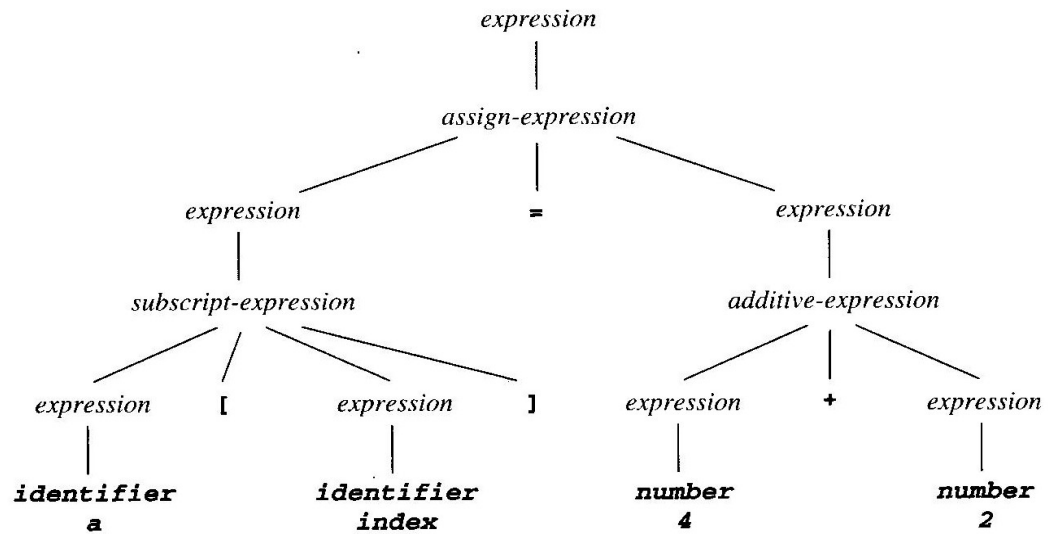 expression
assign-expression
expression = expression
subscript-expression additive-expression
expression [ expression ] expression + expression
identifier identifier number number
a index 4 2